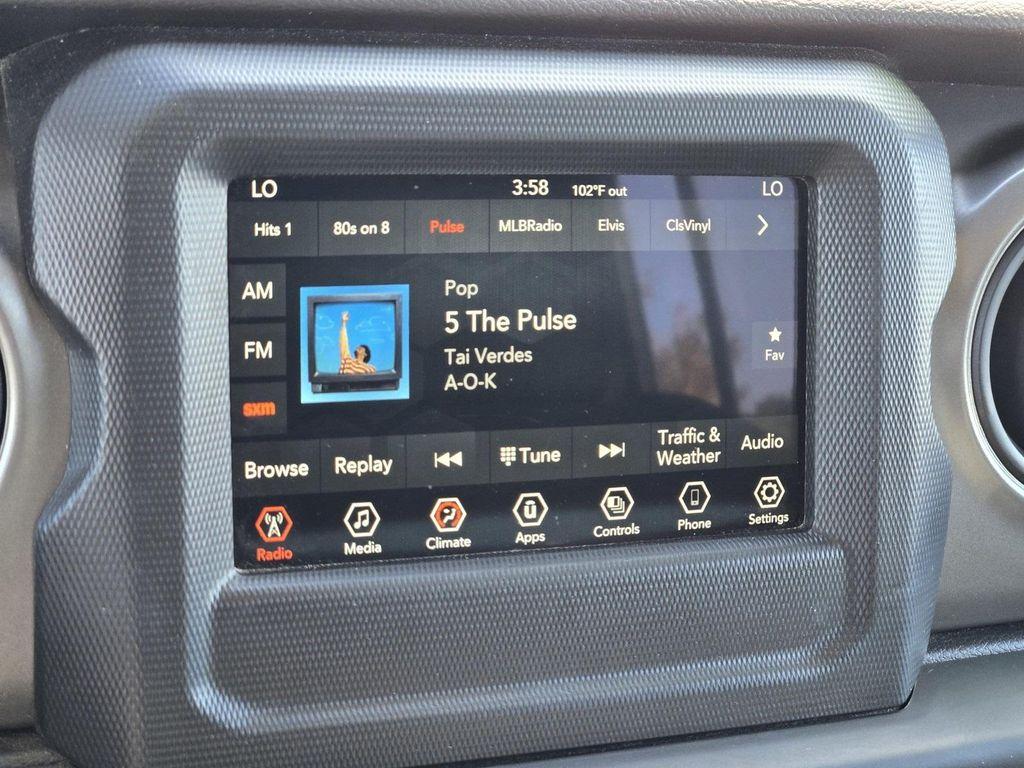 LO 3:58 102°F out LO
Hits 1 80s on 8 Pulse MLBRadio Elvis ClsVinyl
AM
FM
sxm
Pop
5 The Pulse
Tai Verdes
A-O-K
Fav
Browse Replay Tune Traffic & Weather Audio
Radio Media Climate Apps Controls Phone Settings